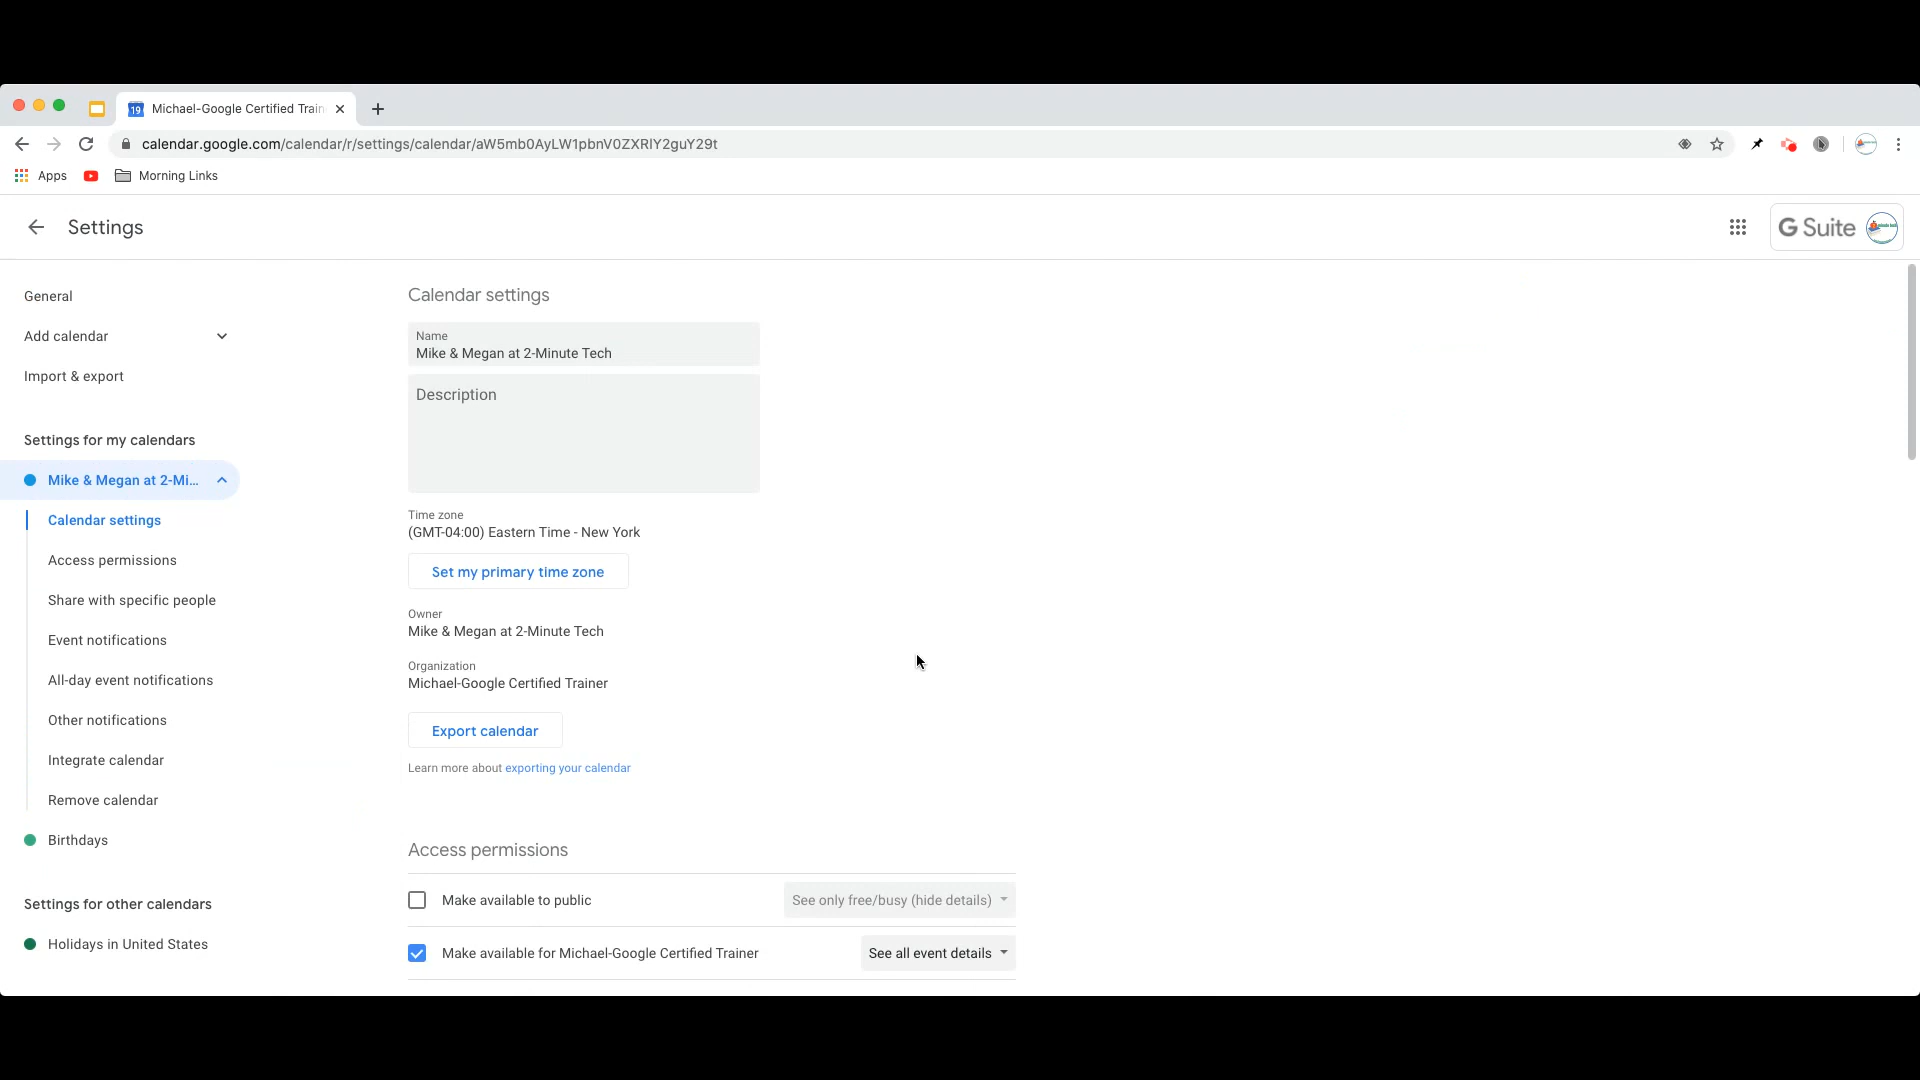 Michael-Google Certified Train
calendar.google.com/calendar/r/settings/calendar/aW5mb0AyLW1pbnV0ZXRlY2guY29t
Apps
Morning Links
Settings
G Suite
General
Add calendar
Import & export
Settings for my calendars
Mike & Megan at 2-Mi...
Calendar settings
Access permissions
Share with specific people
Event notifications
All-day event notifications
Other notifications
Integrate calendar
Remove calendar
Birthdays
Settings for other calendars
Holidays in United States
Calendar settings
Name
Mike & Megan at 2-Minute Tech
Description
Time zone
(GMT-04:00) Eastern Time - New York
Set my primary time zone
Owner
Mike & Megan at 2-Minute Tech
Organization
Michael-Google Certified Trainer
Export calendar
Learn more about exporting your calendar
Access permissions
Make available to public
See only free/busy (hide details)
Make available for Michael-Google Certified Trainer
See all event details